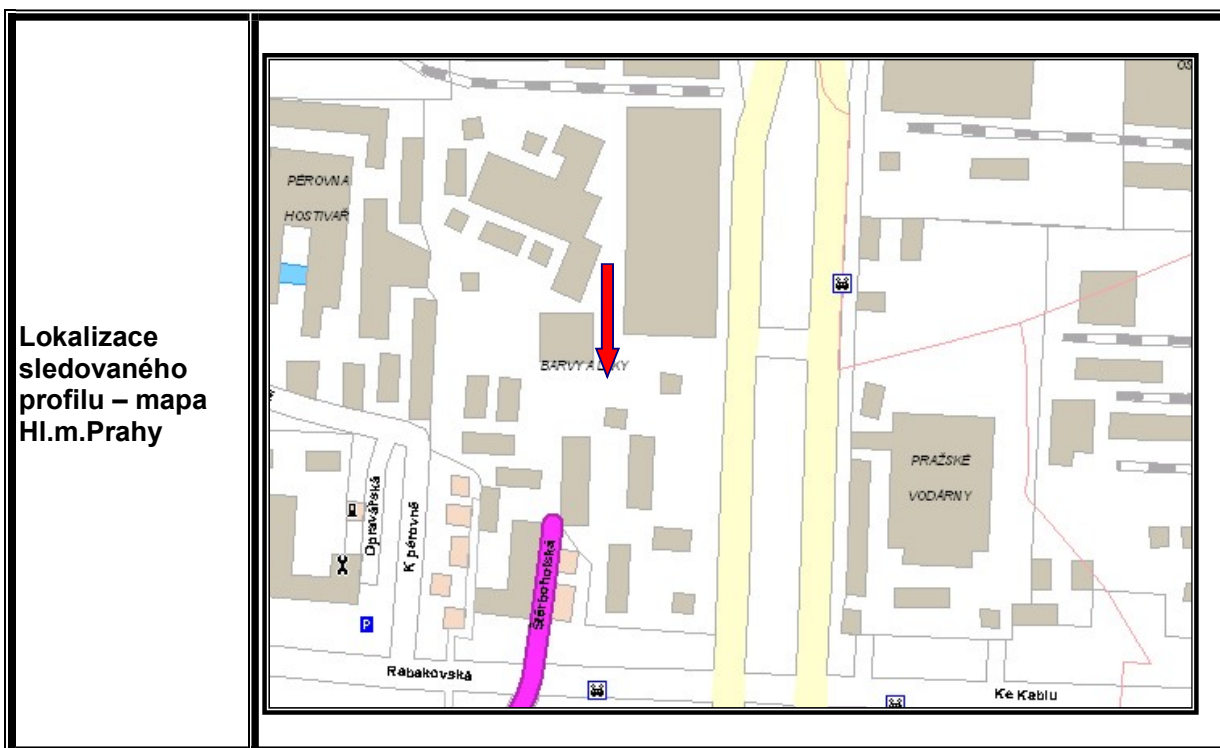 Lokalizace
sledovaného
profilu – mapa
Hl.m.Prahy
OS
PÉROVNA
HOSTIVAŘ
BARVY A
PRAŽSKÉ
VODÁRNY
Opravářská
K pérovně
Štěrboholská
P
Rabakovská
Ke Kablu